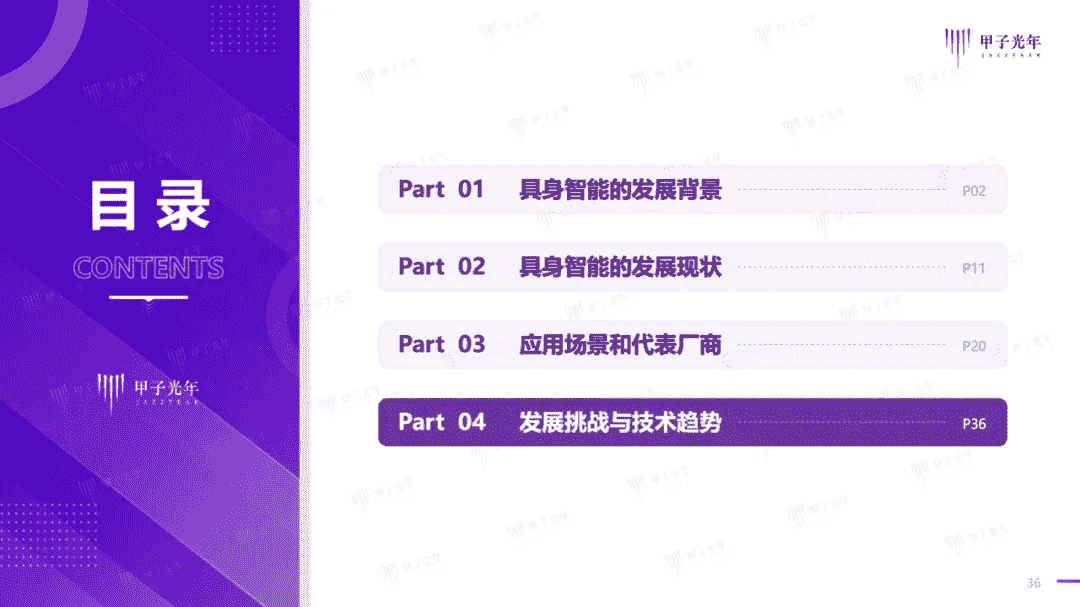 甲子光年
JAZZYEAR
目录
CONTENTS
甲子光年
JAZZYEAR
Part 01 具身智能的发展背景 P02
Part 02 具身智能的发展现状 P11
Part 03 应用场景和代表厂商 P20
Part 04 发展挑战与技术趋势 P36
36